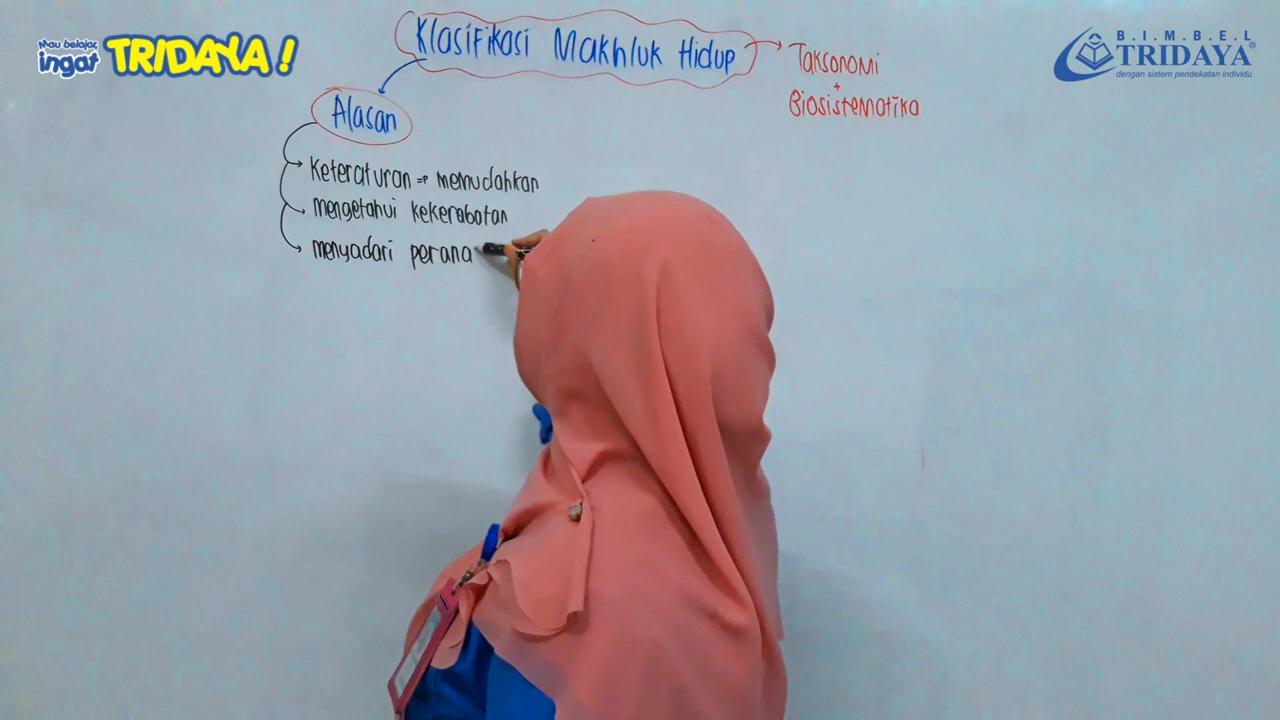 Mau belajar,
ingat TRIDAYA !
Klasifikasi Makhluk Hidup
Taksonomi
+
Biosistematika
B.I.M.B.E.L
TRIDAYA
dengan sistem pendekatan individu
Alasan
Keteraturan => memudahkan
mengetahui kekerabatan
menyadari perana